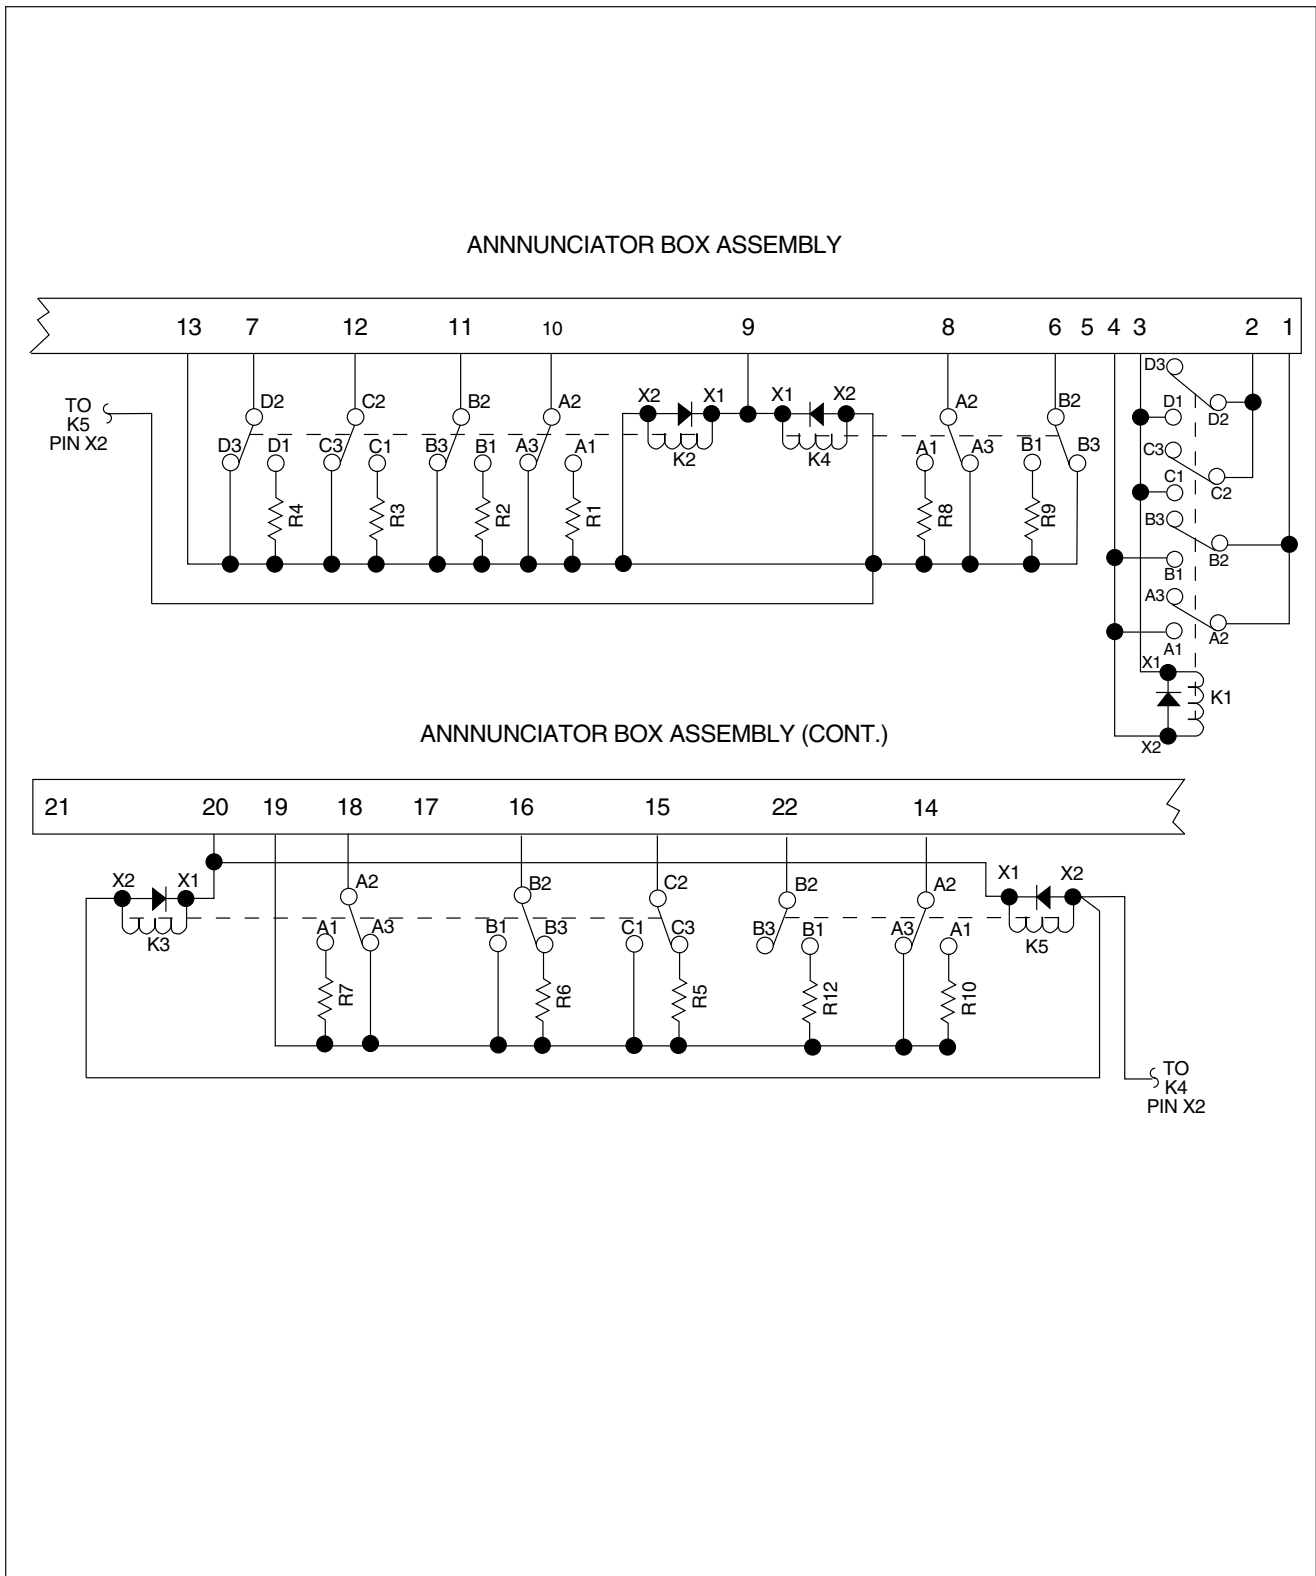 ANNNUNCIATOR BOX ASSEMBLY
13 7 12 11 10 9 8 6 5 4 3 2 1
TO
K5
PIN X2
D2 C2 B2 A2 X2 X1 X1 X2 A2 B2
D3 D1 C3 C1 B3 B1 A3 A1 K2 K4 A1 A3 B1 B3
R4 R3 R2 R1 R8 R9
D3
D1
D2
C3
C1
C2
B3
B2
B1
A3
A2
A1
X1
K1
X2
ANNNUNCIATOR BOX ASSEMBLY (CONT.)
21 20 19 18 17 16 15 22 14
X2 X1 A2 B2 C2 B2 A2 X1 X2
K3 A1 A3 B1 B3 C1 C3 B3 B1 A3 A1 K5
R7 R6 R5 R12 R10
TO
K4
PIN X2